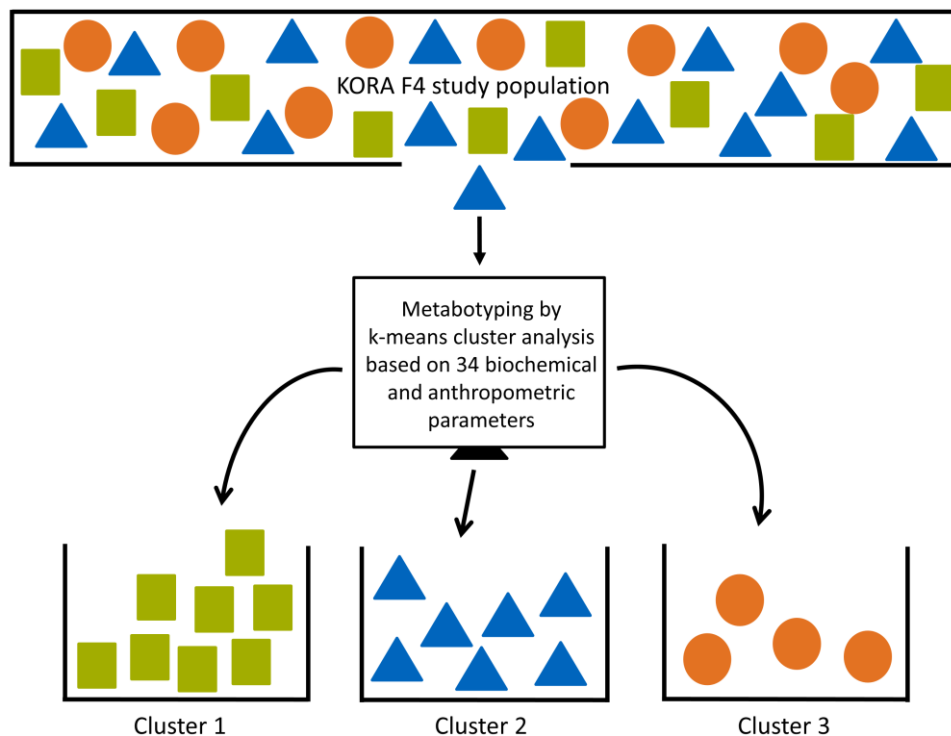 KORA F4 study population
Metabotyping by
k-means cluster analysis
based on 34 biochemical
and anthropometric
parameters
Cluster 1
Cluster 2
Cluster 3